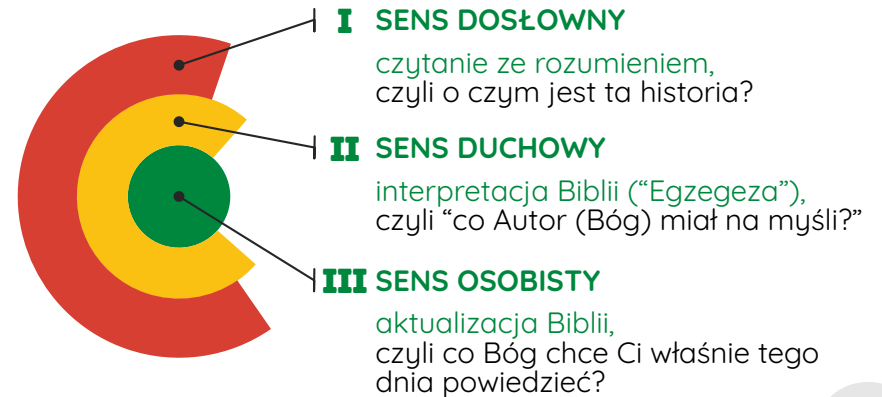 I SENS DOSŁOWNY
czytanie ze rozumieniem,
czyli o czym jest ta historia?
II SENS DUCHOWY
interpretacja Biblii (“Egzegeza”),
czyli “co Autor (Bóg) miał na myśli?”
III SENS OSOBISTY
aktualizacja Biblii,
czyli co Bóg chce Ci właśnie tego
dnia powiedzieć?